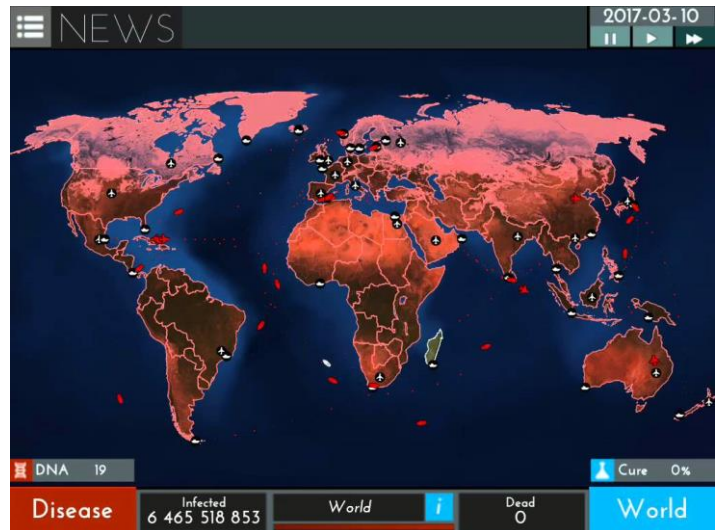 NEWS
2017-03-10
DNA 19
Cure 0%
Disease
Infected
6 465 518 853
World
i
Dead
0
World